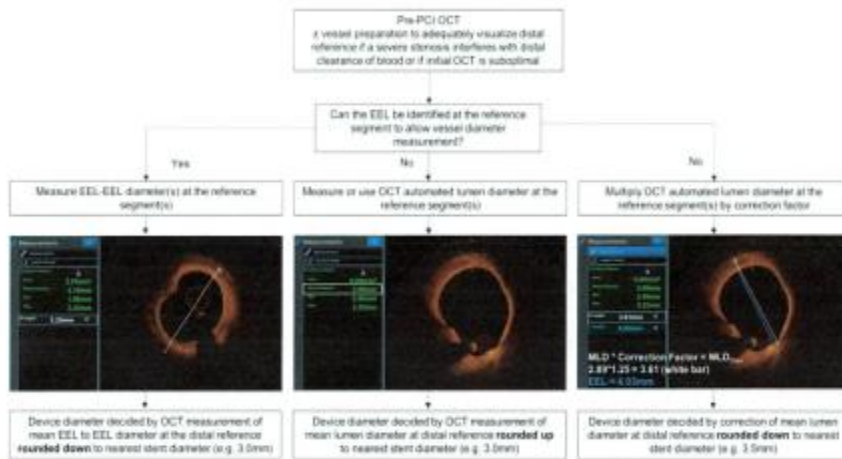 Pre-PCI OCT
± vessel preparation to adequately visualize distal
reference if a severe stenosis interferes with distal
clearance of blood or if initial OCT is suboptimal
Can the EEL be identified at the reference
segment to allow vessel diameter
measurement?
Yes
No
No
Measure EEL-EEL diameter(s) at the reference
segment(s)
Measure or use OCT automated lumen diameter at the
reference segment(s)
Multiply OCT automated lumen diameter at the
reference segment(s) by correction factor
Measurements
Measurements
Measurements
MLD * Correction Factor = MLD
2.89*1.25 = 3.61 (white bar)
EEL = 4.03mm
Device diameter decided by OCT measurement of
mean EEL to EEL diameter at the distal reference
rounded down to nearest stent diameter (e.g. 3.0mm)
Device diameter decided by OCT measurement of
mean lumen diameter at distal reference rounded up
to nearest stent diameter (e.g. 3.0mm)
Device diameter decided by correction of mean lumen
diameter at distal reference rounded down to nearest
stent diameter (e.g. 3.5mm)